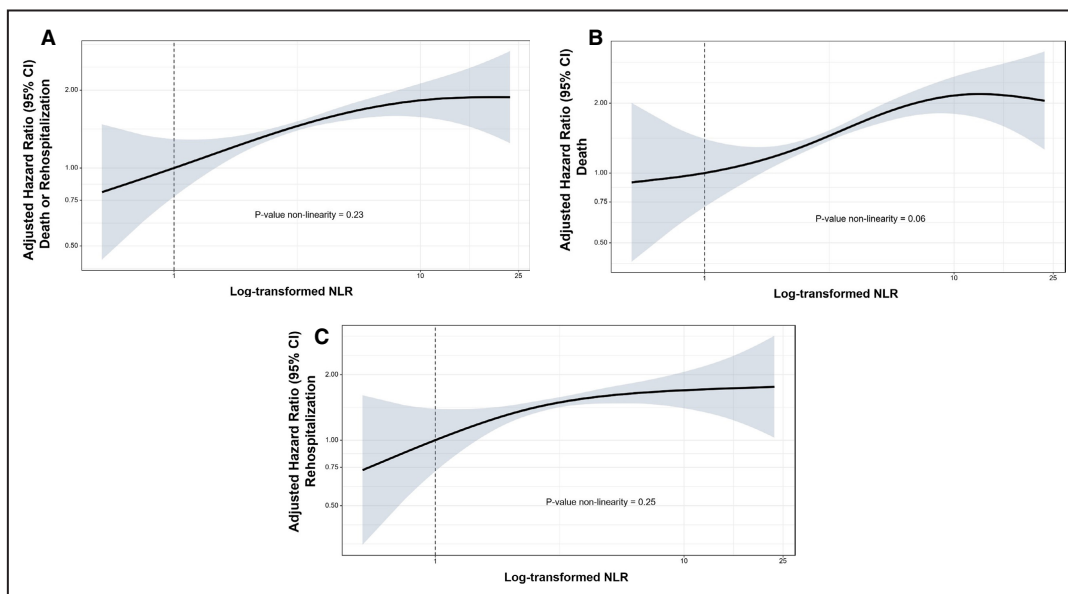 A
Adjusted Hazard Ratio (95% CI)
Death or Rehospitalization
2.00
1.00
0.75
0.50
P-value non-linearity = 0.23
1
10
25
Log-transformed NLR
B
Adjusted Hazard Ratio (95% CI)
Death
2.00
1.00
0.75
0.50
P-value non-linearity = 0.06
1
10
25
Log-transformed NLR
C
Adjusted Hazard Ratio (95% CI)
Rehospitalization
2.00
1.00
0.75
0.50
P-value non-linearity = 0.25
1
10
25
Log-transformed NLR